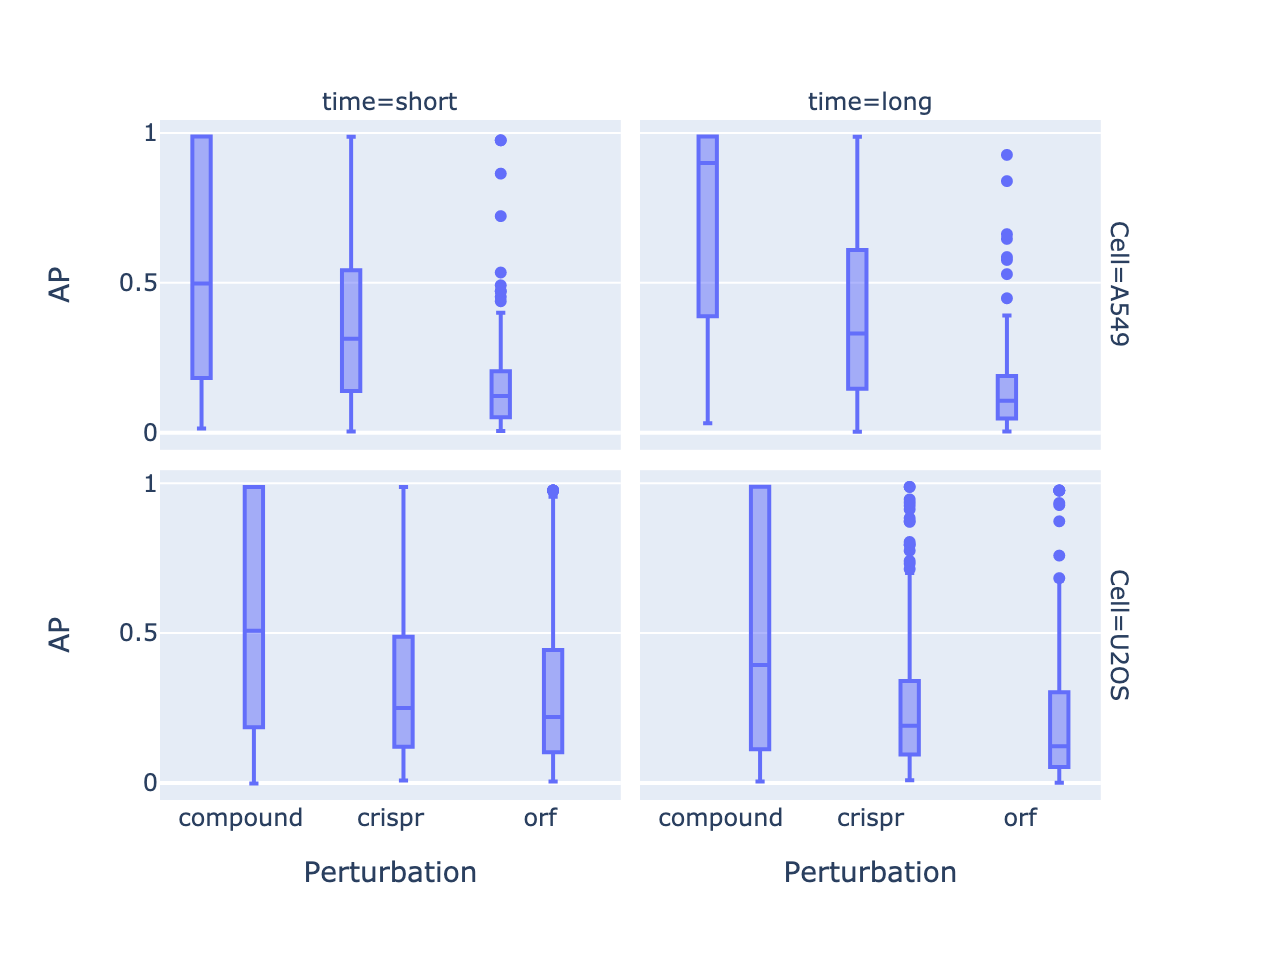 time=short
time=long
1
0.5
0
AP
Cell=A549
1
0.5
0
AP
Cell=U2OS
compound crispr orf
compound crispr orf
Perturbation
Perturbation